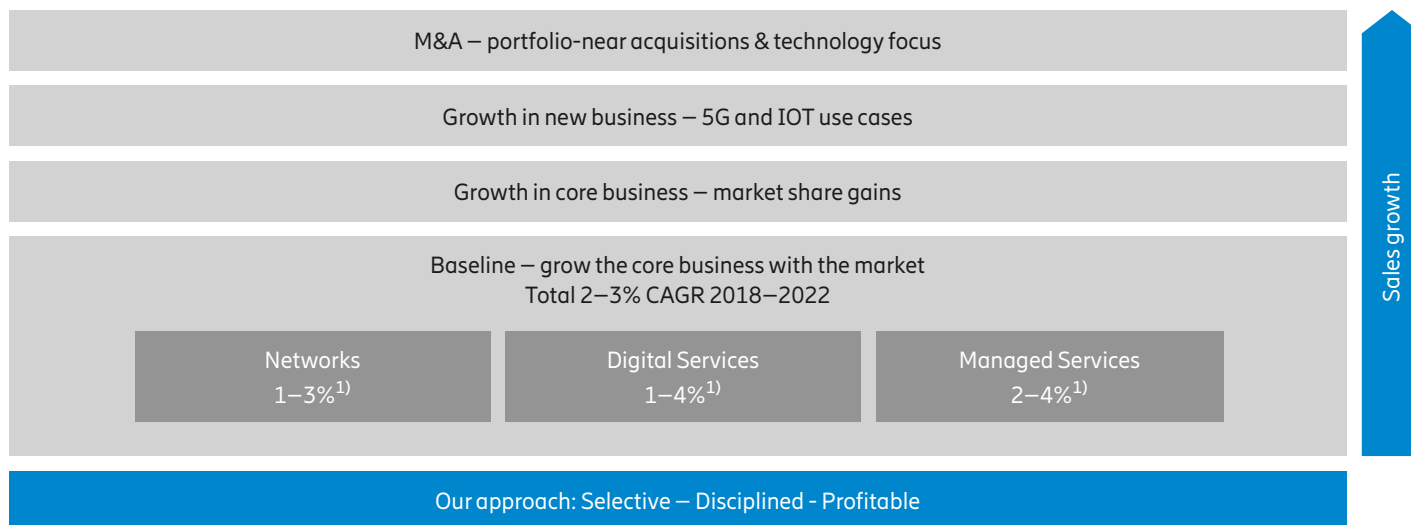 M&A – portfolio-near acquisitions & technology focus
Growth in new business – 5G and IOT use cases
Growth in core business – market share gains
Baseline – grow the core business with the market
Total 2–3% CAGR 2018–2022
Networks
1–3%1)
Digital Services
1–4%1)
Managed Services
2–4%1)
Our approach: Selective – Disciplined - Profitable
Sales growth